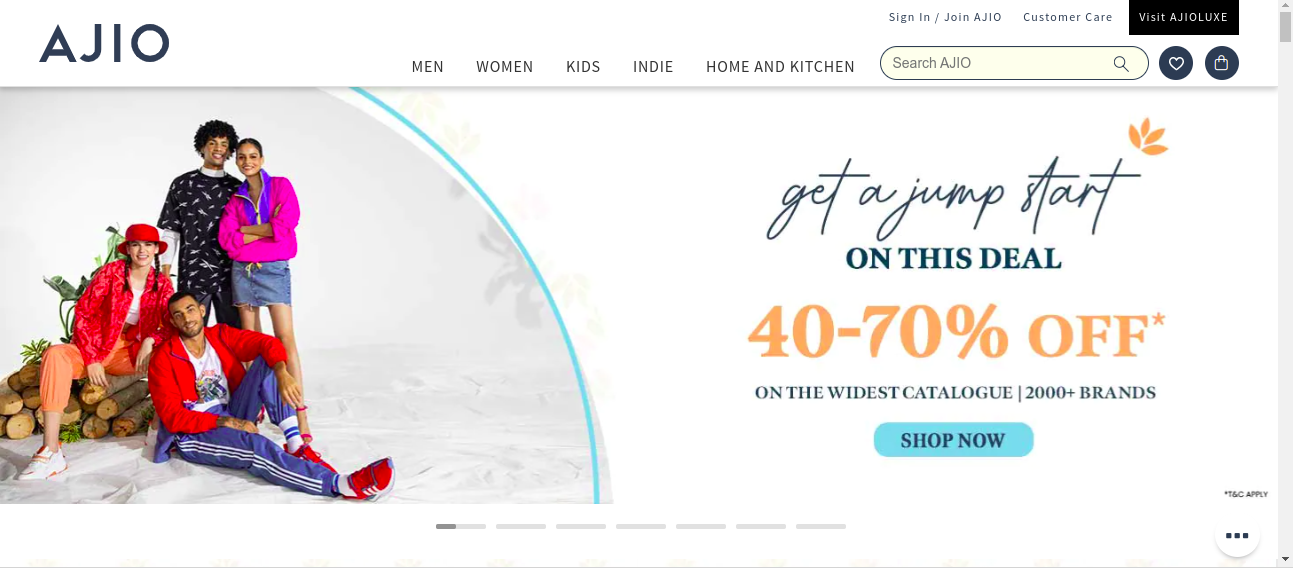 Sign In / Join AJIO
Customer Care
Visit AJIOLUXE
AJIO
MEN
WOMEN
KIDS
INDIE
HOME AND KITCHEN
Search AJIO
get a jump start
ON THIS DEAL
40-70% OFF*
ON THE WIDEST CATALOGUE | 2000+ BRANDS
SHOP NOW
*T&C APPLY